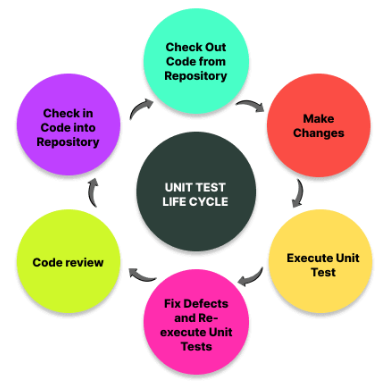 Check Out
Code from
Repository
Make
Changes
Execute Unit
Test
Fix Defects
and Re-
execute Unit
Tests
Code review
Check in
Code into
Repository
UNIT TEST
LIFE CYCLE